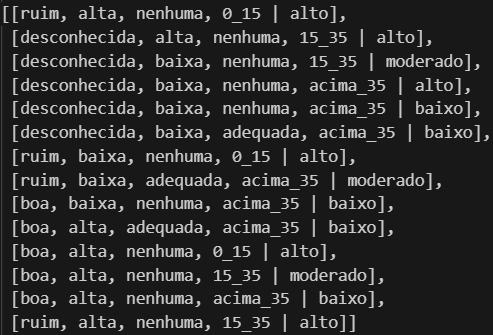 [[ruim, alta, nenhuma, 0_15 | alto],
[desconhecida, alta, nenhuma, 15_35 | alto],
[desconhecida, baixa, nenhuma, 15_35 | moderado],
[desconhecida, baixa, nenhuma, acima_35 | alto],
[desconhecida, baixa, nenhuma, acima_35 | baixo],
[desconhecida, baixa, adequada, acima_35 | baixo],
[ruim, baixa, nenhuma, 0_15 | alto],
[ruim, baixa, adequada, acima_35 | moderado],
[boa, baixa, nenhuma, acima_35 | baixo],
[boa, alta, adequada, acima_35 | baixo],
[boa, alta, nenhuma, 0_15 | alto],
[boa, alta, nenhuma, 15_35 | moderado],
[boa, alta, nenhuma, acima_35 | baixo],
[ruim, alta, nenhuma, 15_35 | alto]]